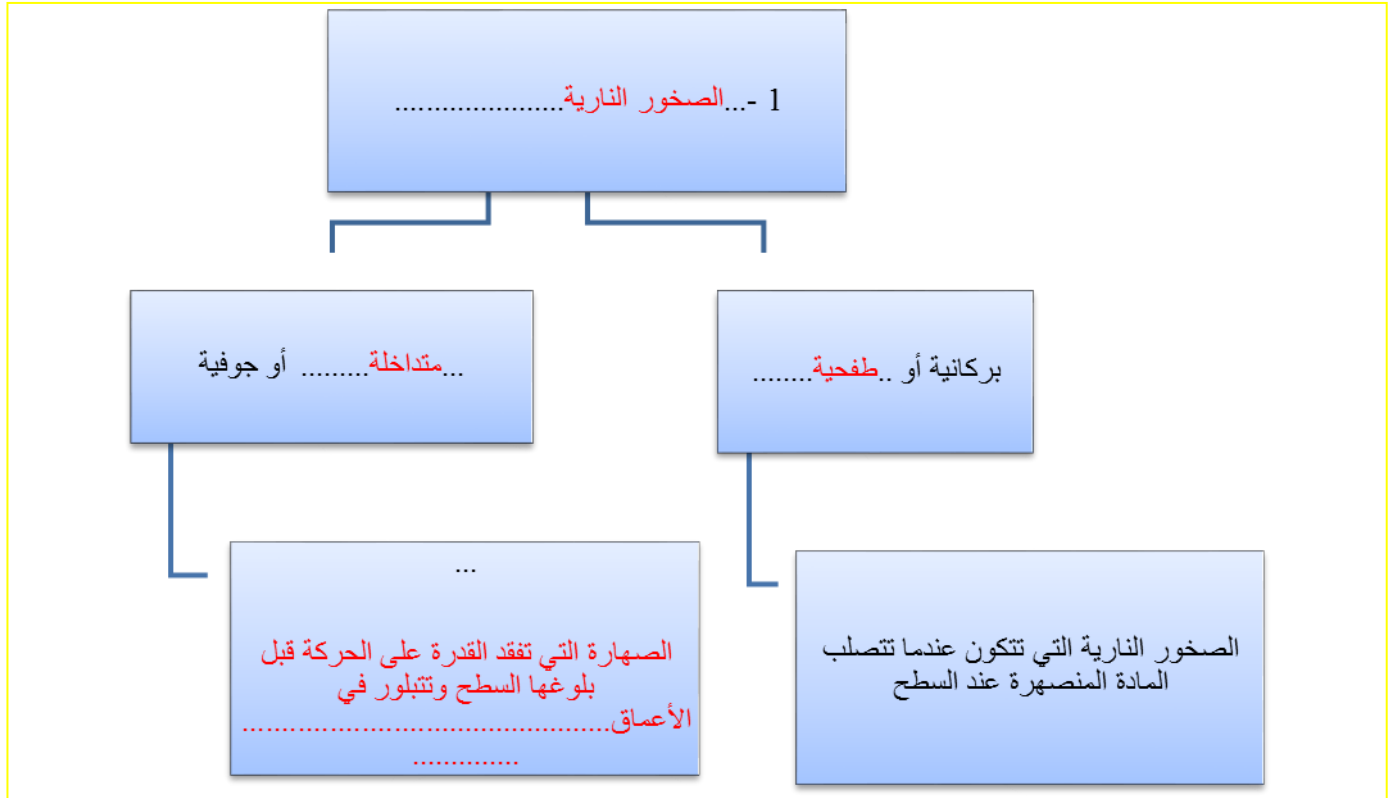 1 -...الصخور النارية.....................
بركانية أو ..طفحية........
...متداخلة......... أو جوفية
الصخور النارية التي تتكون عندما تتصلب
المادة المنصهرة عند السطح
...
الصهارة التي تفقد القدرة على الحركة قبل
بلوغها السطح وتتبلور في
الأعماق..............................................
..............